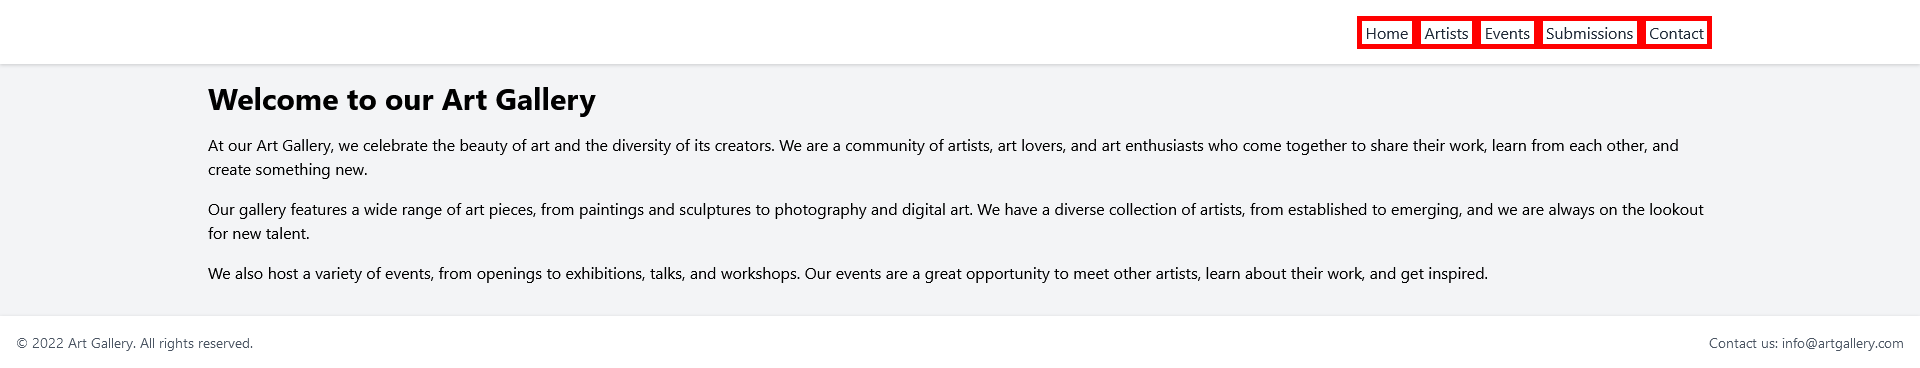 Home Artists Events Submissions Contact
Welcome to our Art Gallery
At our Art Gallery, we celebrate the beauty of art and the diversity of its creators. We are a community of artists, art lovers, and art enthusiasts who come together to share their work, learn from each other, and
create something new.
Our gallery features a wide range of art pieces, from paintings and sculptures to photography and digital art. We have a diverse collection of artists, from established to emerging, and we are always on the lookout
for new talent.
We also host a variety of events, from openings to exhibitions, talks, and workshops. Our events are a great opportunity to meet other artists, learn about their work, and get inspired.
© 2022 Art Gallery. All rights reserved. Contact us: info@artgallery.com